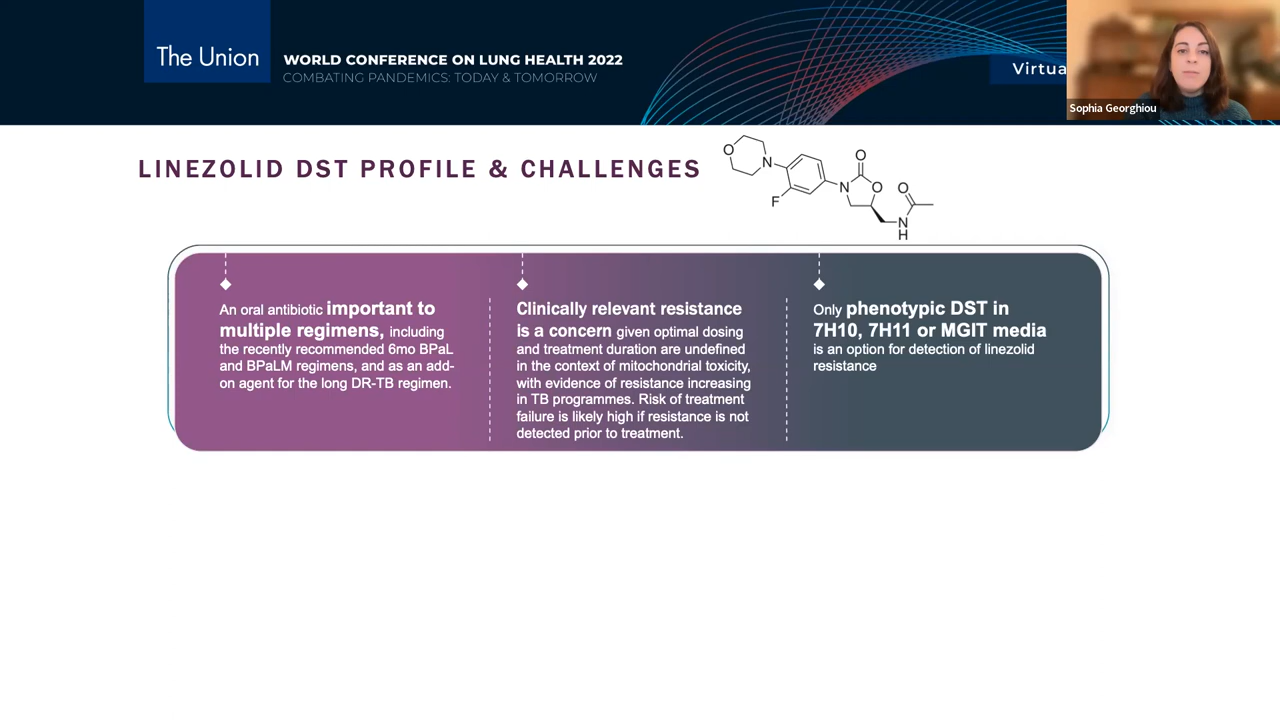 The Union
WORLD CONFERENCE ON LUNG HEALTH 2022
COMBATING PANDEMICS: TODAY & TOMORROW
Virtua
Sophia Georghiou
LINEZOLID DST PROFILE & CHALLENGES
O
N
F
N
O
O
O
N
H
An oral antibiotic important to
multiple regimens, including
the recently recommended 6mo BPaL
and BPaLM regimens, and as an add-
on agent for the long DR-TB regimen.
Clinically relevant resistance
is a concern given optimal dosing
and treatment duration are undefined
in the context of mitochondrial toxicity,
with evidence of resistance increasing
in TB programmes. Risk of treatment
failure is likely high if resistance is not
detected prior to treatment.
Only phenotypic DST in
7H10, 7H11 or MGIT media
is an option for detection of linezolid
resistance